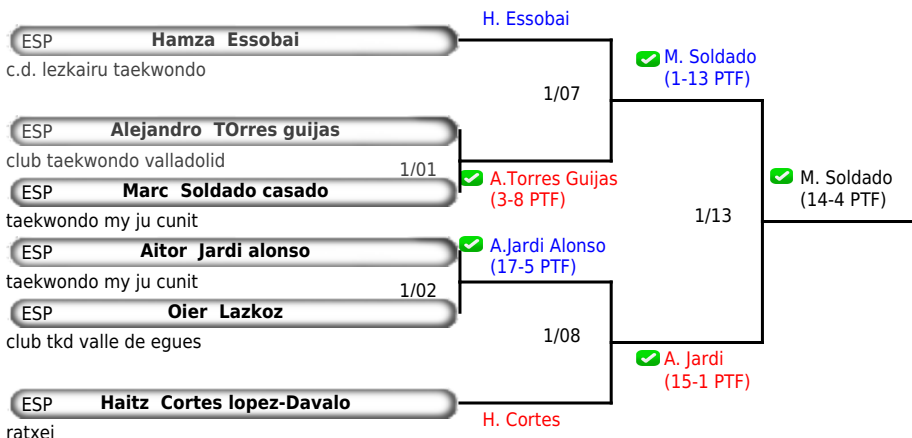 H. Essobai
ESP Hamza Essobai
c.d. lezkairu taekwondo
M. Soldado
(1-13 PTF)
1/07
ESP Alejandro TOrres guijas
club taekwondo valladolid
1/01
ESP Marc Soldado casado
A.Torres Guijas
(3-8 PTF)
M. Soldado
(14-4 PTF)
taekwondo my ju cunit
1/13
ESP Aitor Jardi alonso
A.Jardi Alonso
(17-5 PTF)
taekwondo my ju cunit
1/02
ESP Oier Lazkoz
club tkd valle de egues
1/08
A. Jardi
(15-1 PTF)
ESP Haitz Cortes lopez-Davalo
H. Cortes
ratxei